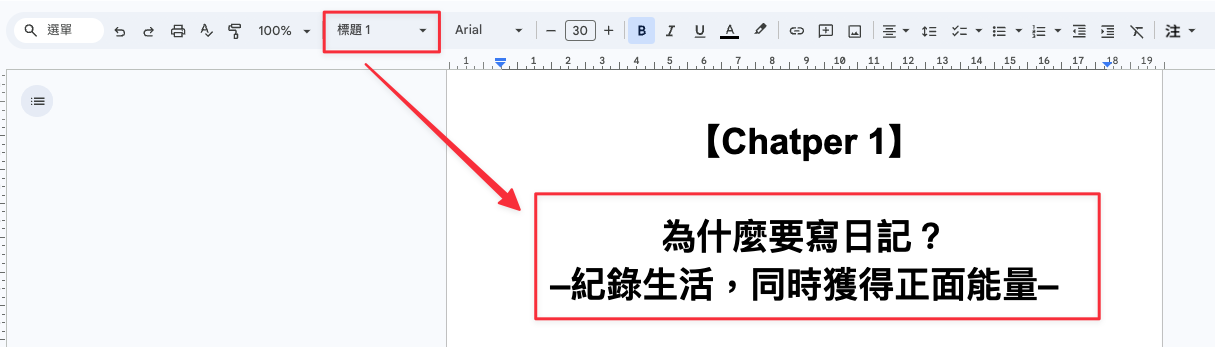 選單
100%
標題 1
Arial
30
B
I
U
A
注
1 1 2 3 4 5 6 7 8 9 10 11 12 13 14 15 16 17 18 19
【Chatper 1】
為什麼要寫日記？
–紀錄生活，同時獲得正面能量–